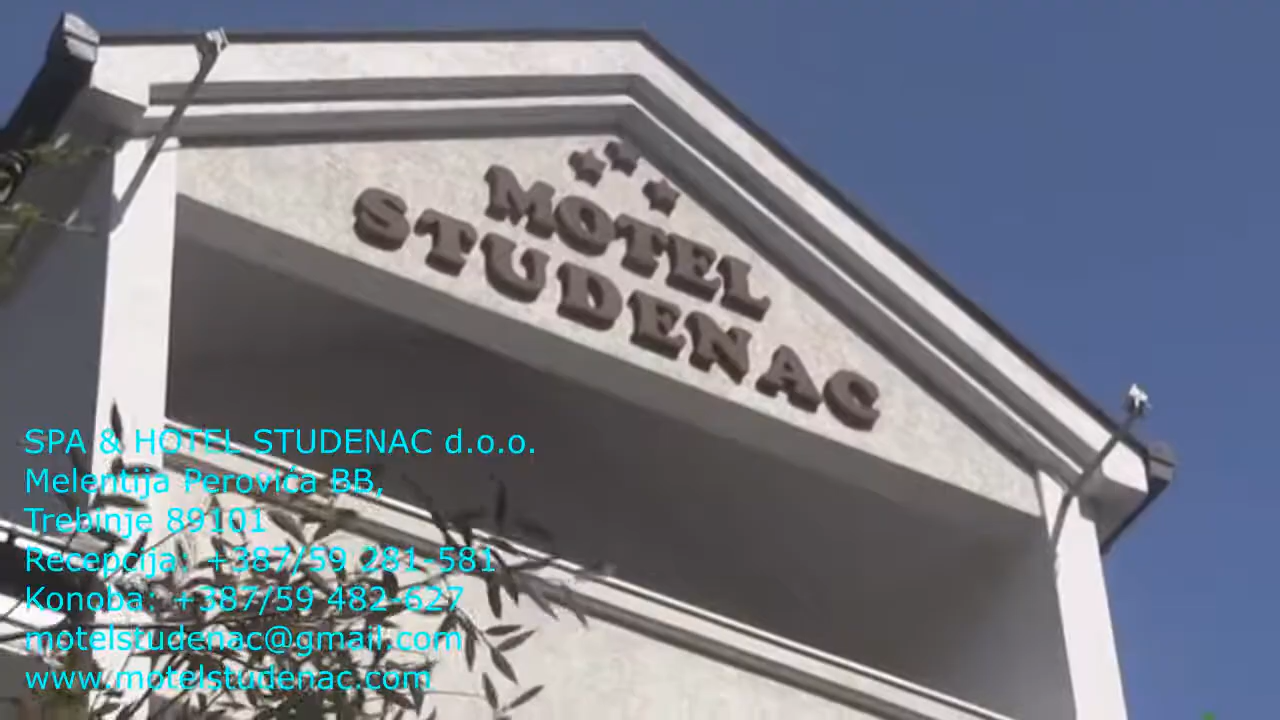 MOTEL
STUDENAC
SPA & HOTEL STUDENAC d.o.o.
Melentija Perovića BB,
Trebinje 89101
Recepcija: +387/59 281-581
Konoba: +387/59 482-627
motelstudenac@gmail.com
www.motelstudenac.com